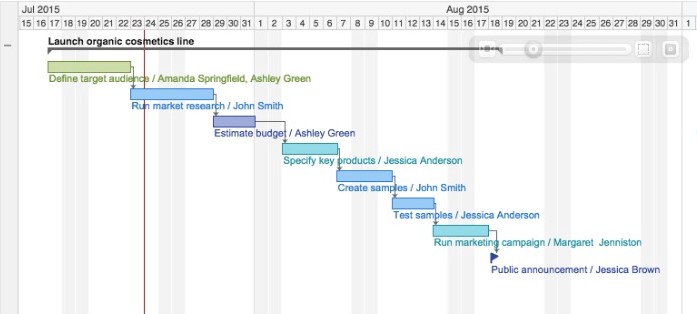 Jul 2015 Aug 2015
15 16 17 18 19 20 21 22 23 24 25 26 27 28 29 30 31 1 2 3 4 5 6 7 8 9 10 11 12 13 14 15 16 17 18 19 20 21 22 23 24 25 26 27 28 29 30 31 1 2
Launch organic cosmetics line
Define target audience / Amanda Springfield, Ashley Green
Run market research / John Smith
Estimate budget / Ashley Green
Specify key products / Jessica Anderson
Create samples / John Smith
Test samples / Jessica Anderson
Run marketing campaign / Margaret Jenniston
Public announcement / Jessica Brown